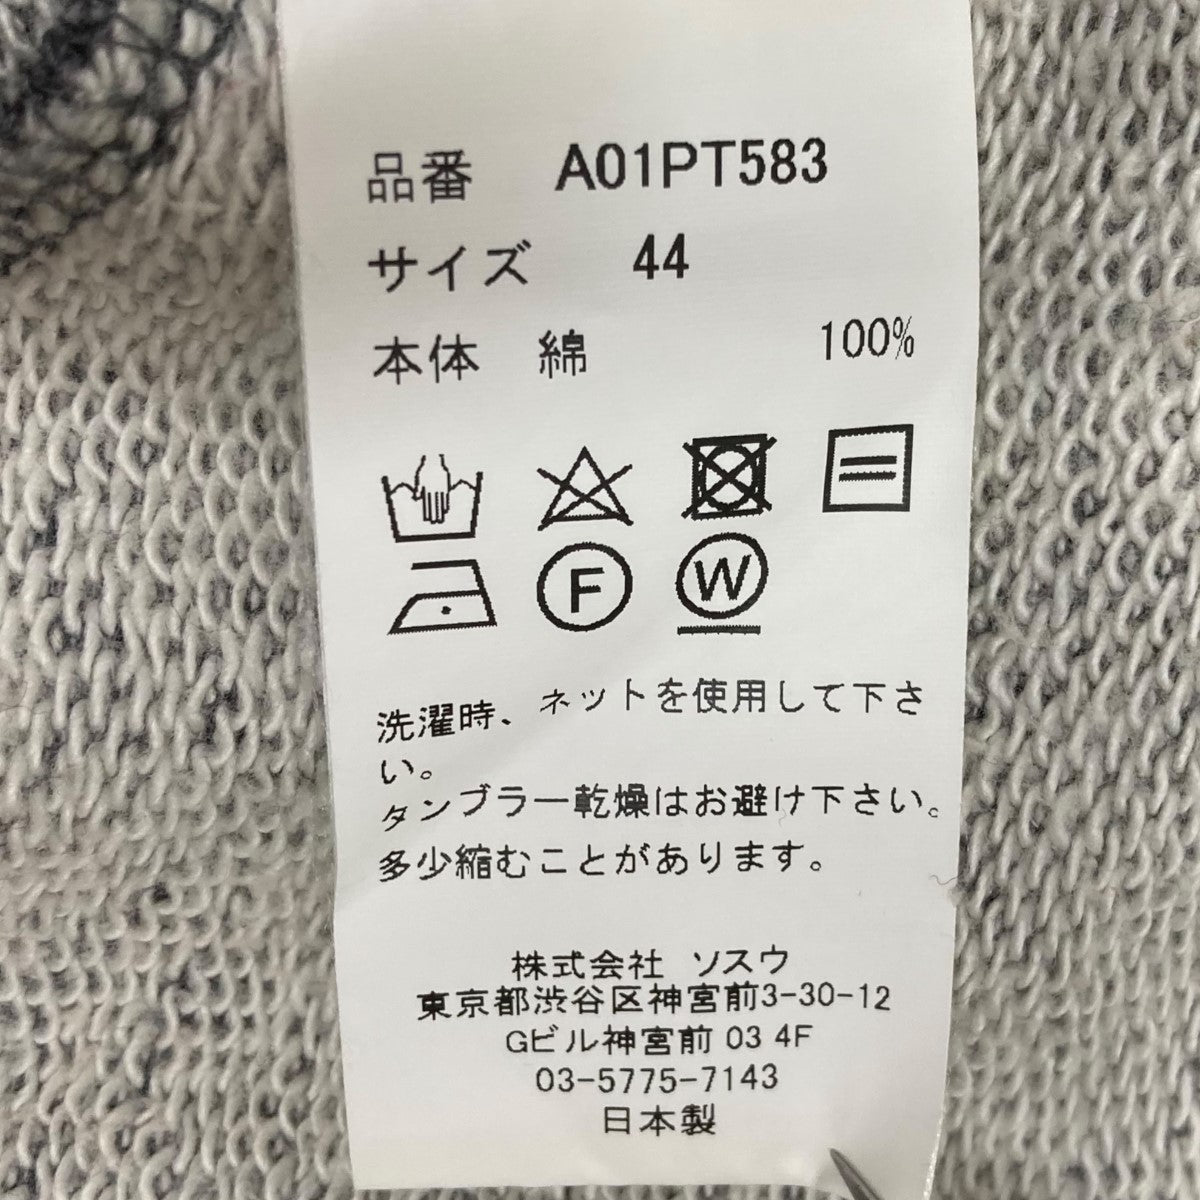 品番 A01PT583
サイズ 44
本体 綿 100%
F W
洗濯時、ネットを使用して下さ
い。
タンブラー乾燥はお避け下さい。
多少縮むことがあります。
株式会社 ソスウ
東京都渋谷区神宮前3-30-12
Gビル神宮前 03 4F
03-5775-7143
日本製